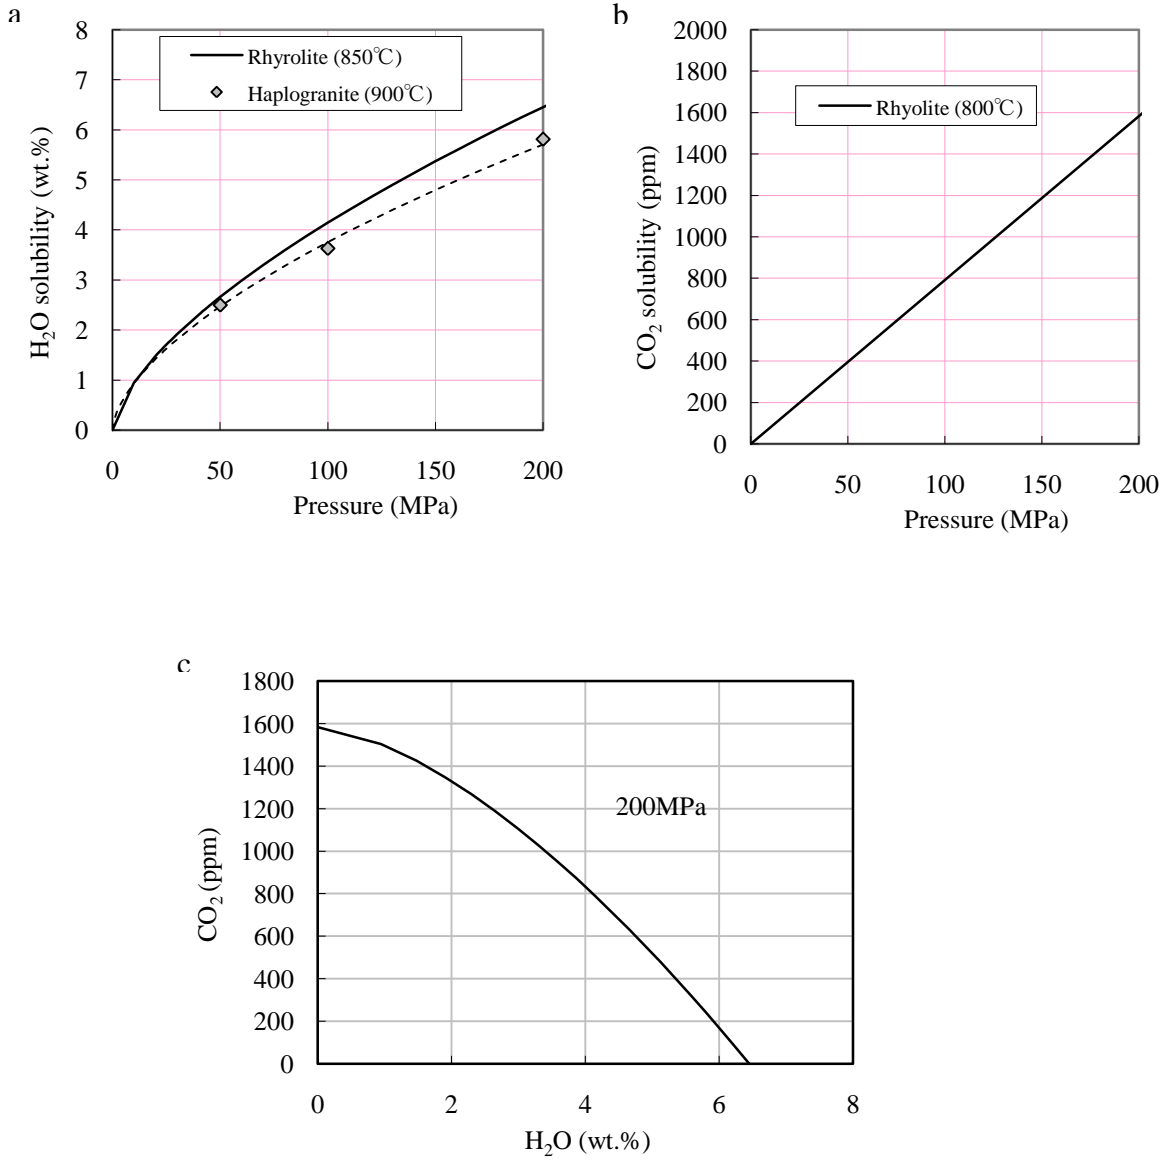 a
8
7
6
5
4
3
2
1
0
H₂O solubility (wt.%)
Rhyrolite (850℃)
Haplogranite (900℃)
0 50 100 150 200
Pressure (MPa)
b
2000
1800
1600
1400
1200
1000
800
600
400
200
0
CO₂ solubility (ppm)
Rhyolite (800℃)
0 50 100 150 200
Pressure (MPa)
c
1800
1600
1400
1200
1000
800
600
400
200
0
CO₂ (ppm)
200MPa
0 2 4 6 8
H₂O (wt.%)